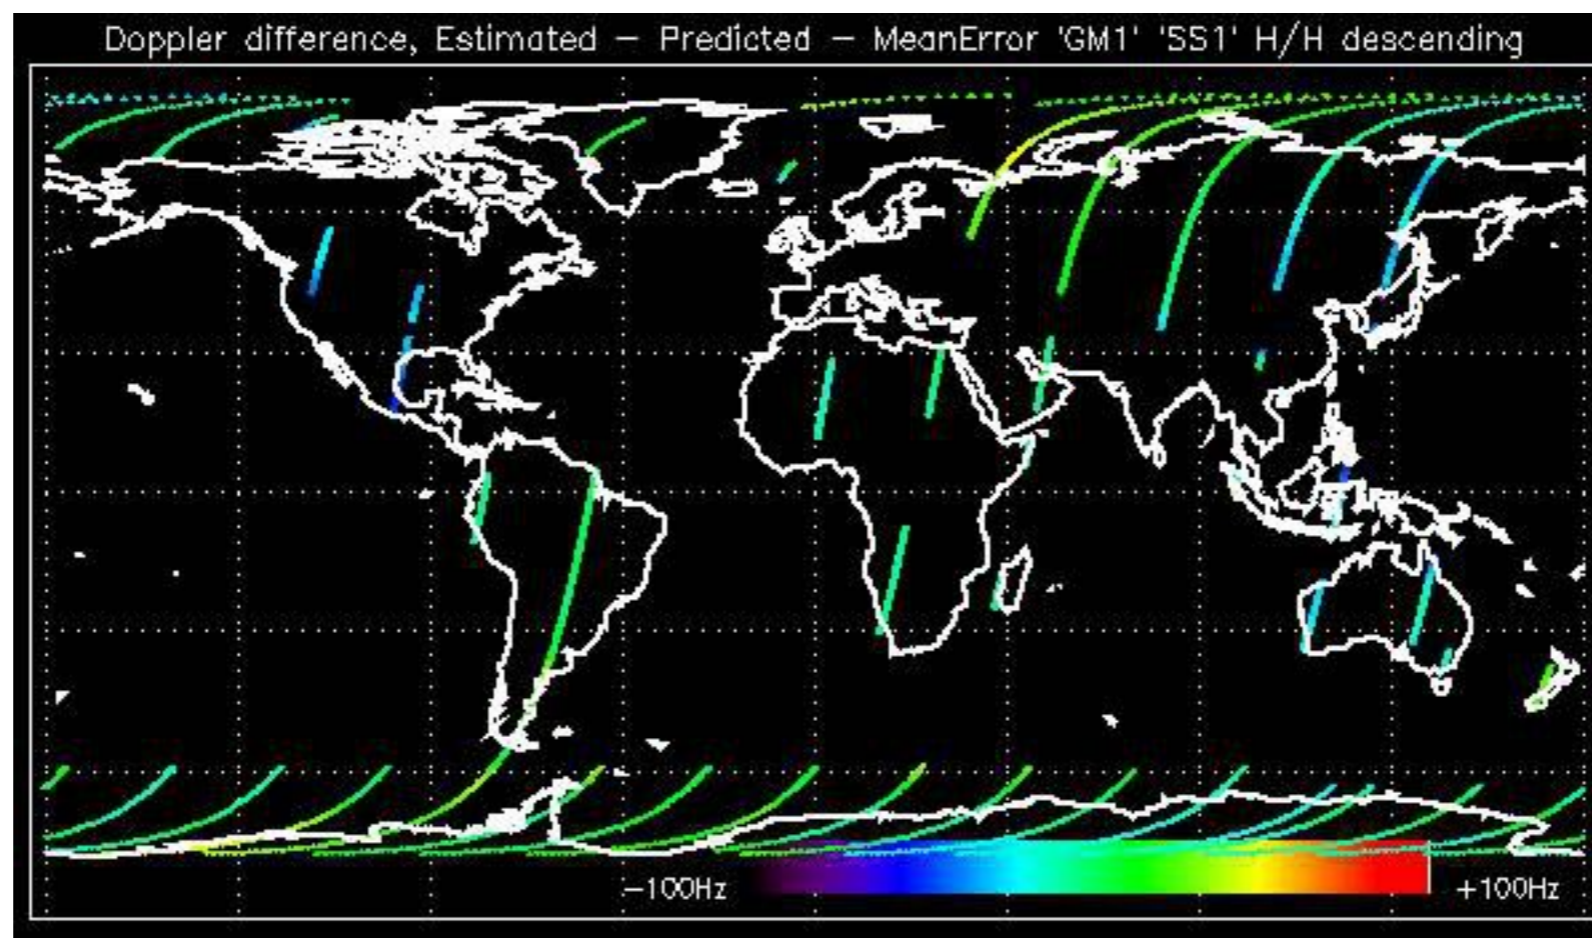 Doppler difference, Estimated — Predicted — MeanError 'GM1' 'SS1' H/H descending
−100Hz
+100Hz